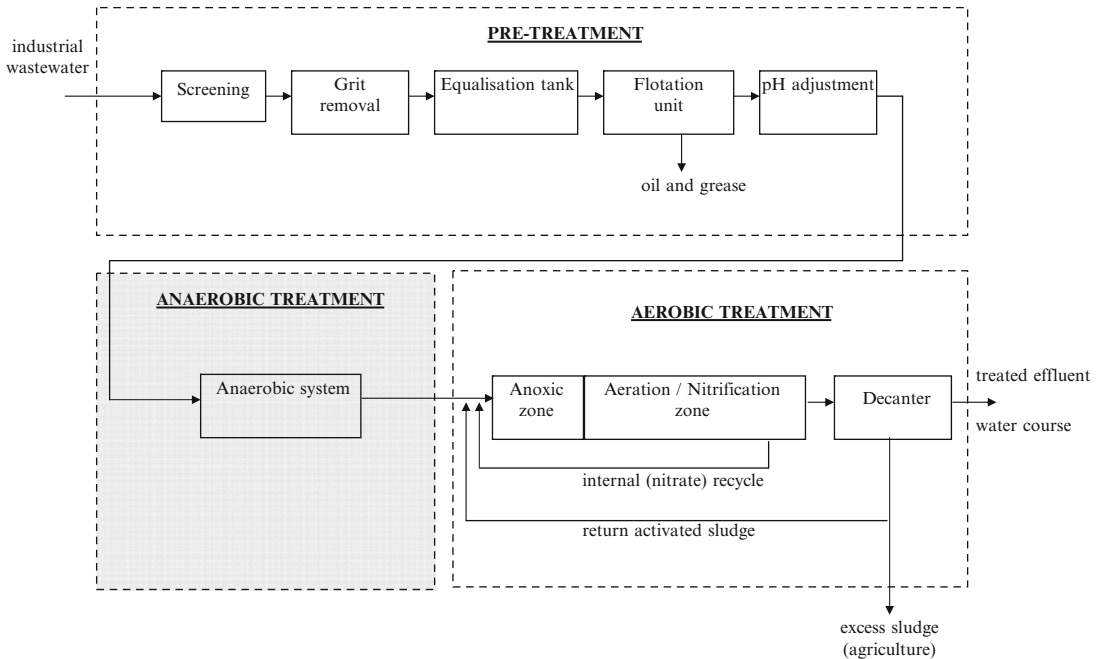 PRE-TREATMENT
industrial
wastewater
Screening
Grit
removal
Equalisation tank
Flotation
unit
pH adjustment
oil and grease
ANAEROBIC TREATMENT
Anaerobic system
AEROBIC TREATMENT
Anoxic
zone
Aeration / Nitrification
zone
Decanter
treated effluent
water course
internal (nitrate) recycle
return activated sludge
excess sludge
(agriculture)